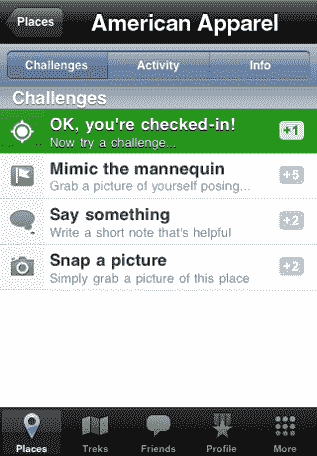 Places
American Apparel
Challenges
Activity
Info
Challenges
OK, you're checked-in!
+1
Now try a challenge...
Mimic the mannequin
+5
Grab a picture of yourself posing...
Say something
+2
Write a short note that's helpful
Snap a picture
+2
Simply grab a picture of this place
Places
Treks
Friends
Profile
More